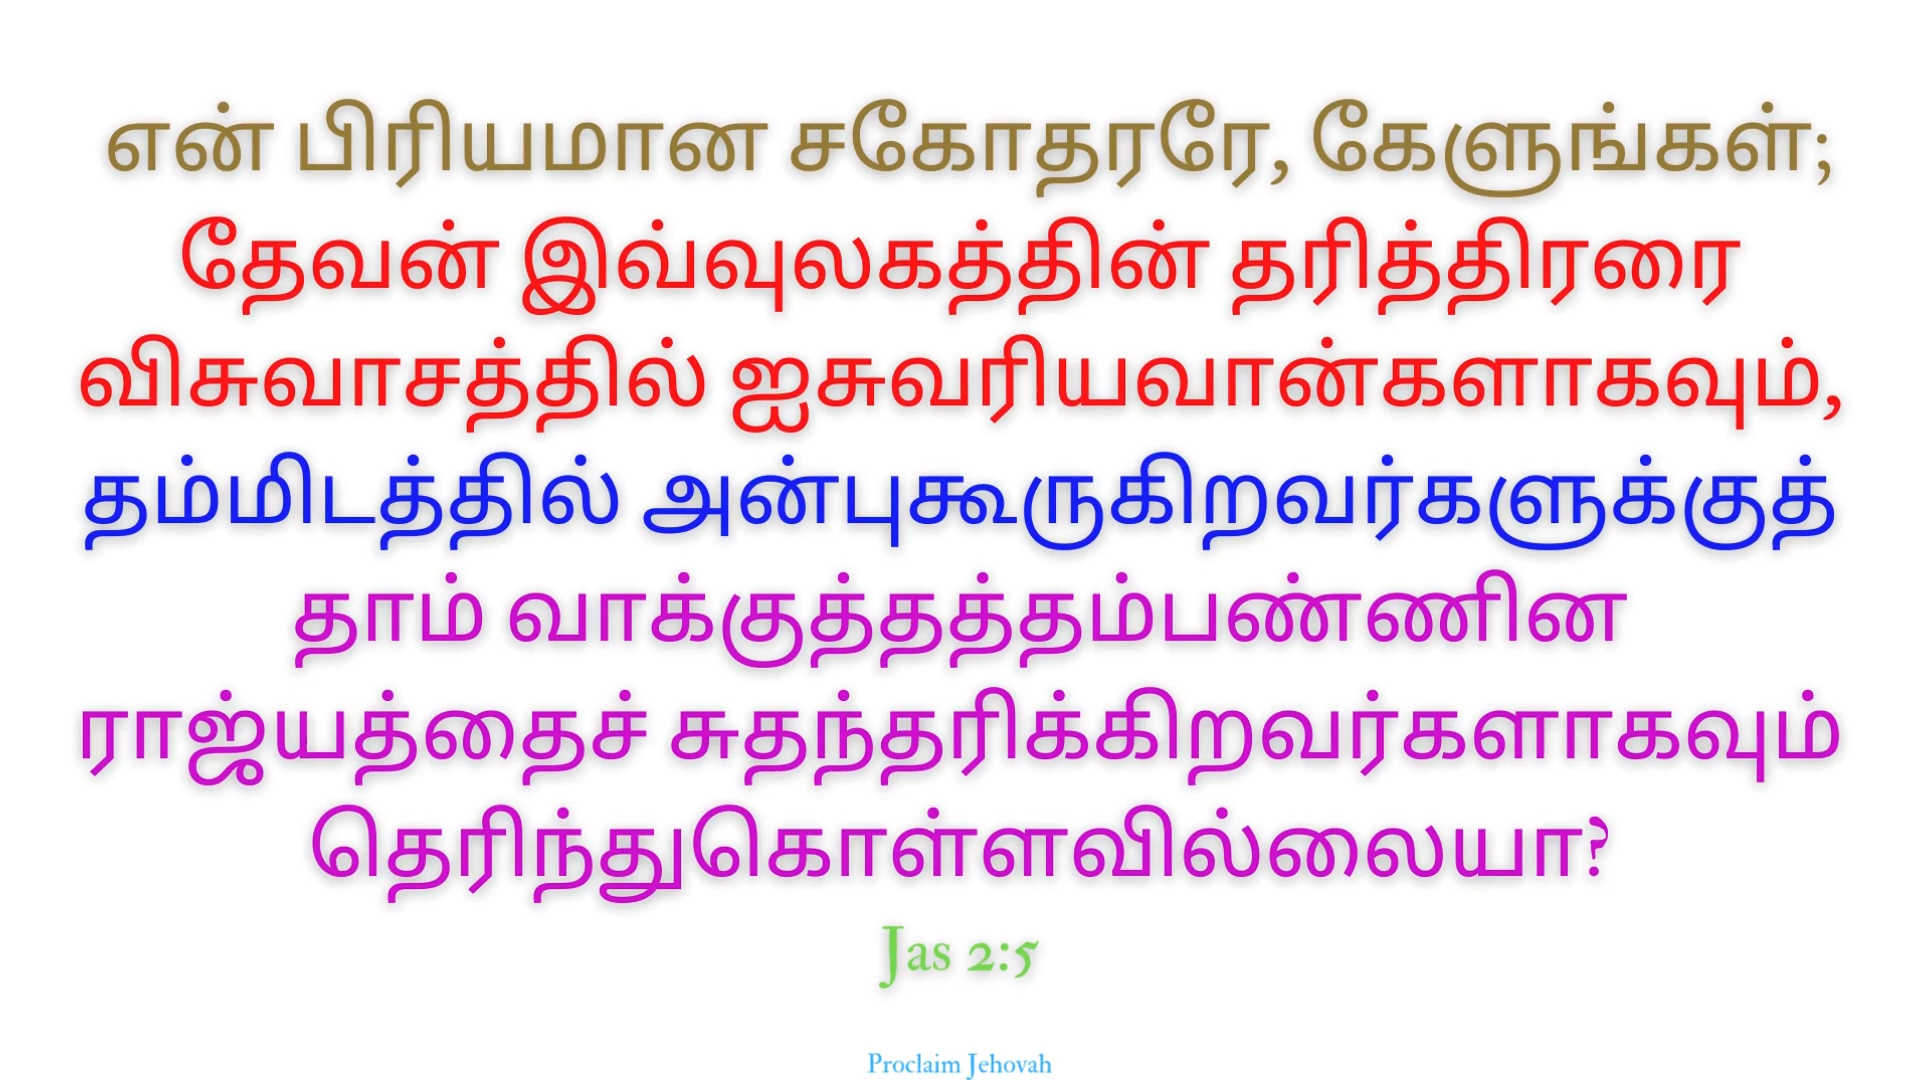 என் பிரியமான சகோதரரே, கேளுங்கள்;
தேவன் இவ்வுலகத்தின் தரித்திரரை
விசுவாசத்தில் ஐசுவரியவான்களாகவும்,
தம்மிடத்தில் அன்புகூருகிறவர்களுக்குத்
தாம் வாக்குத்தத்தம்பண்ணின
ராஜ்யத்தைச் சுதந்தரிக்கிறவர்களாகவும்
தெரிந்துகொள்ளவில்லையா?
Jas 2:5
Proclaim Jehovah